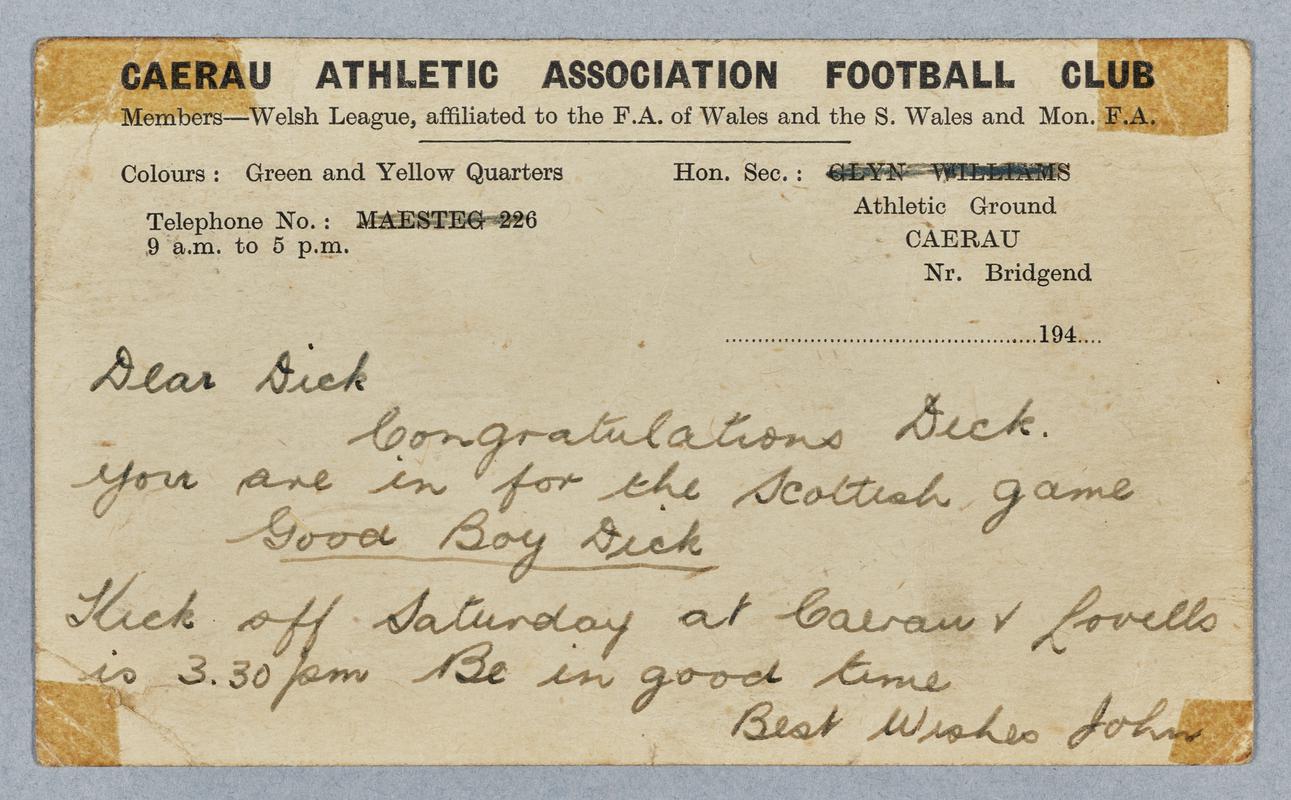 CAERAU ATHLETIC ASSOCIATION FOOTBALL CLUB
Members—Welsh League, affiliated to the F.A. of Wales and the S. Wales and Mon. F.A.
Colours : Green and Yellow Quarters
Hon. Sec. : GLYN WILLIAMS
Athletic Ground
CAERAU
Nr. Bridgend
Telephone No. : MAESTEG 226
9 a.m. to 5 p.m.
................................................194....
Dear Dick
Congratulations Dick.
you are in for the Scottish game
Good Boy Dick
Kick off Saturday at Caerau v Lovells
is 3.30 pm Be in good time
Best Wishes John